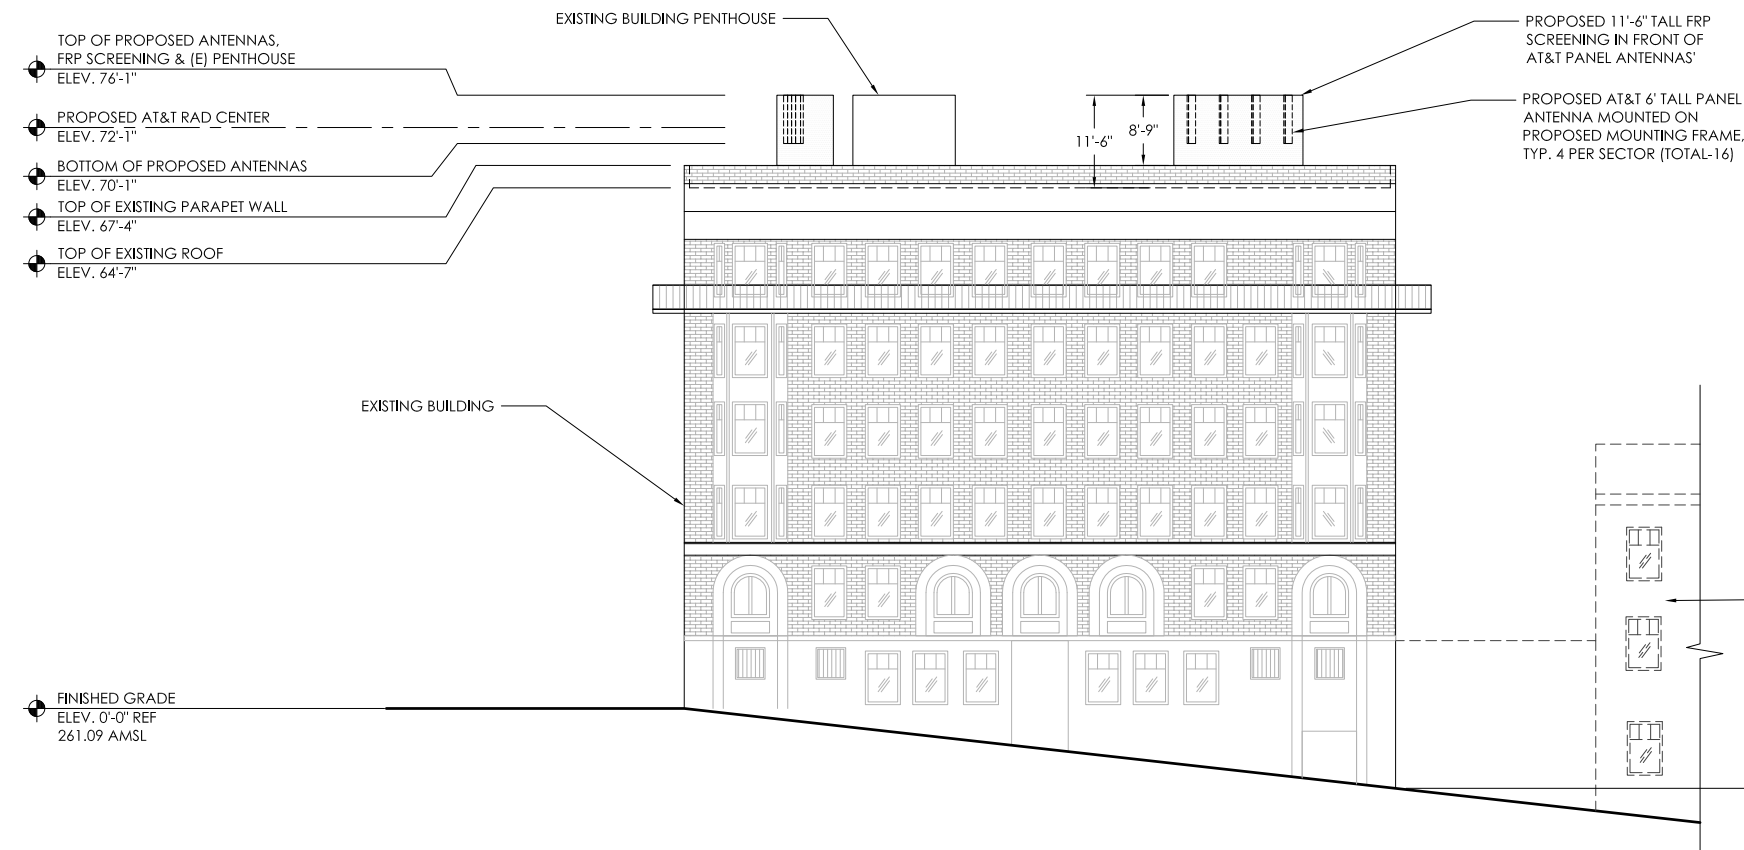 EXISTING BUILDING PENTHOUSE
PROPOSED 11'-6" TALL FRP
SCREENING IN FRONT OF
AT&T PANEL ANTENNAS'
TOP OF PROPOSED ANTENNAS,
FRP SCREENING & (E) PENTHOUSE
ELEV. 76'-1"
PROPOSED AT&T RAD CENTER
ELEV. 72'-1"
BOTTOM OF PROPOSED ANTENNAS
ELEV. 70'-1"
TOP OF EXISTING PARAPET WALL
ELEV. 67'-4"
TOP OF EXISTING ROOF
ELEV. 64'-7"
11'-6"
8'-9"
PROPOSED AT&T 6' TALL PANEL
ANTENNA MOUNTED ON
PROPOSED MOUNTING FRAME,
TYP. 4 PER SECTOR (TOTAL-16)
EXISTING BUILDING
FINISHED GRADE
ELEV. 0'-0" REF
261.09 AMSL